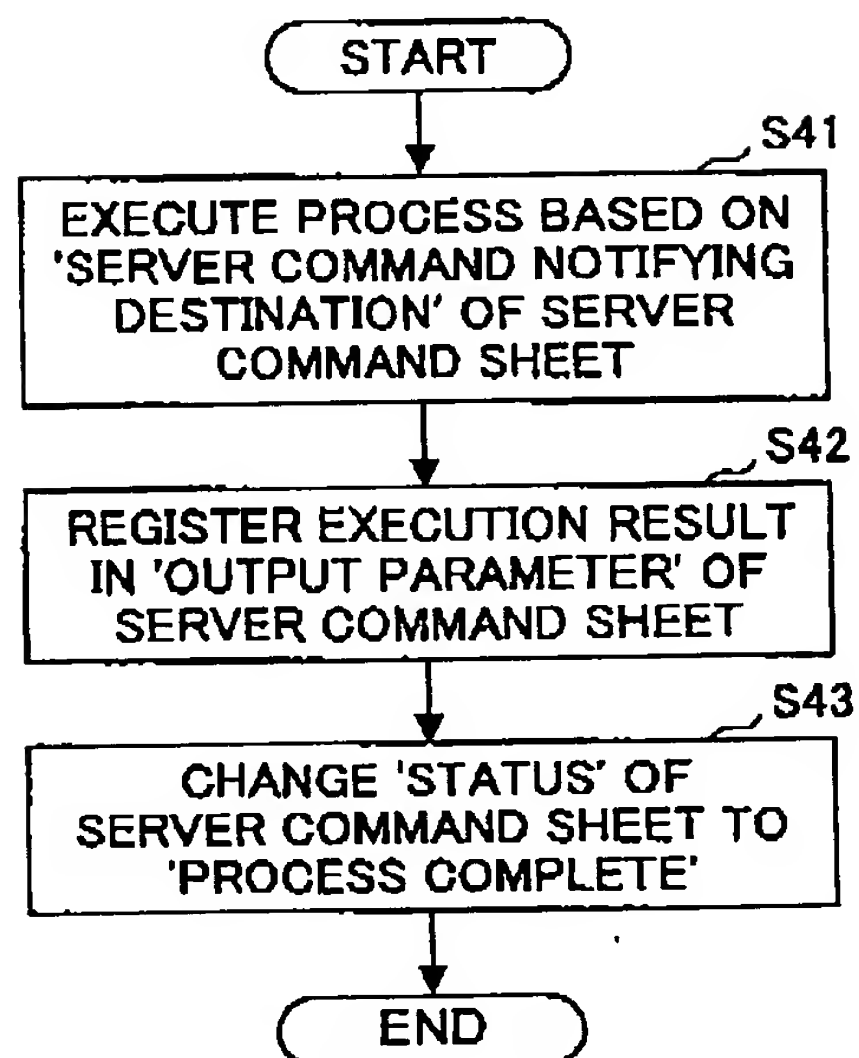 START
S41
EXECUTE PROCESS BASED ON
'SERVER COMMAND NOTIFYING
DESTINATION' OF SERVER
COMMAND SHEET
S42
REGISTER EXECUTION RESULT
IN 'OUTPUT PARAMETER' OF
SERVER COMMAND SHEET
S43
CHANGE 'STATUS' OF
SERVER COMMAND SHEET TO
'PROCESS COMPLETE'
END